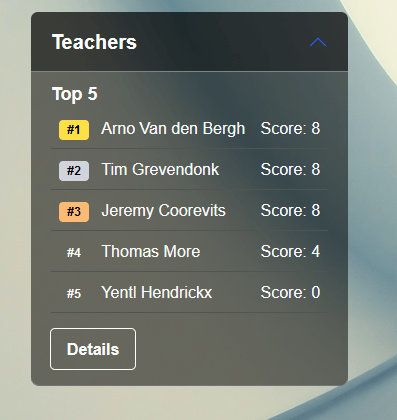 Teachers
Top 5
#1 Arno Van den Bergh Score: 8
#2 Tim Grevendonk Score: 8
#3 Jeremy Coorevits Score: 8
#4 Thomas More Score: 4
#5 Yentl Hendrickx Score: 0
Details